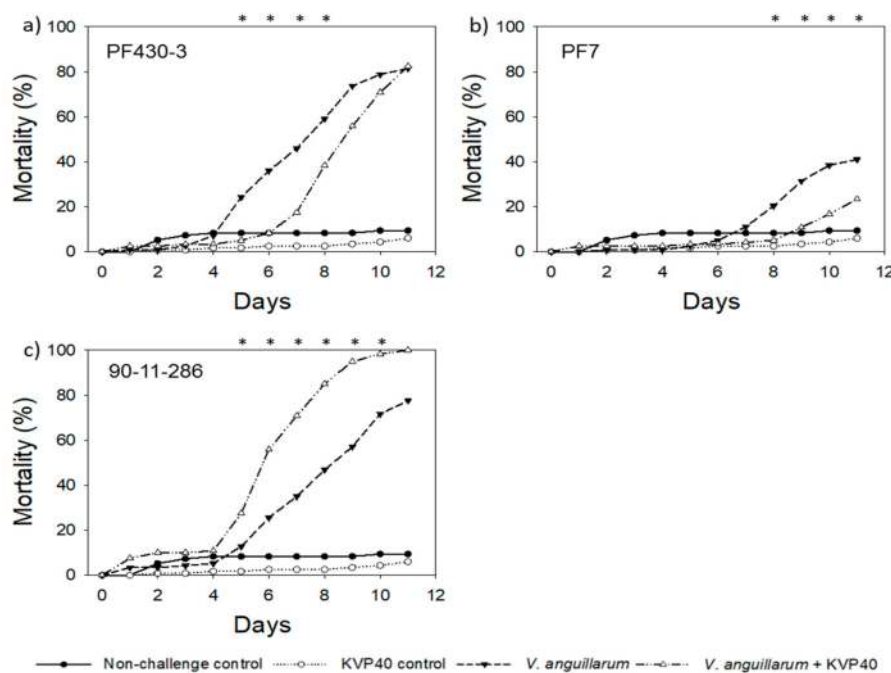 a) * * * *
PF430-3
100
80
60
40
20
0
Mortality (%)
0 2 4 6 8 10 12
Days
b) * * * *
PF7
100
80
60
40
20
0
Mortality (%)
0 2 4 6 8 10 12
Days
c) * * * * * *
90-11-286
100
80
60
40
20
0
Mortality (%)
0 2 4 6 8 10 12
Days
Non-challenge control KVP40 control V. anguillarum V. anguillarum + KVP40